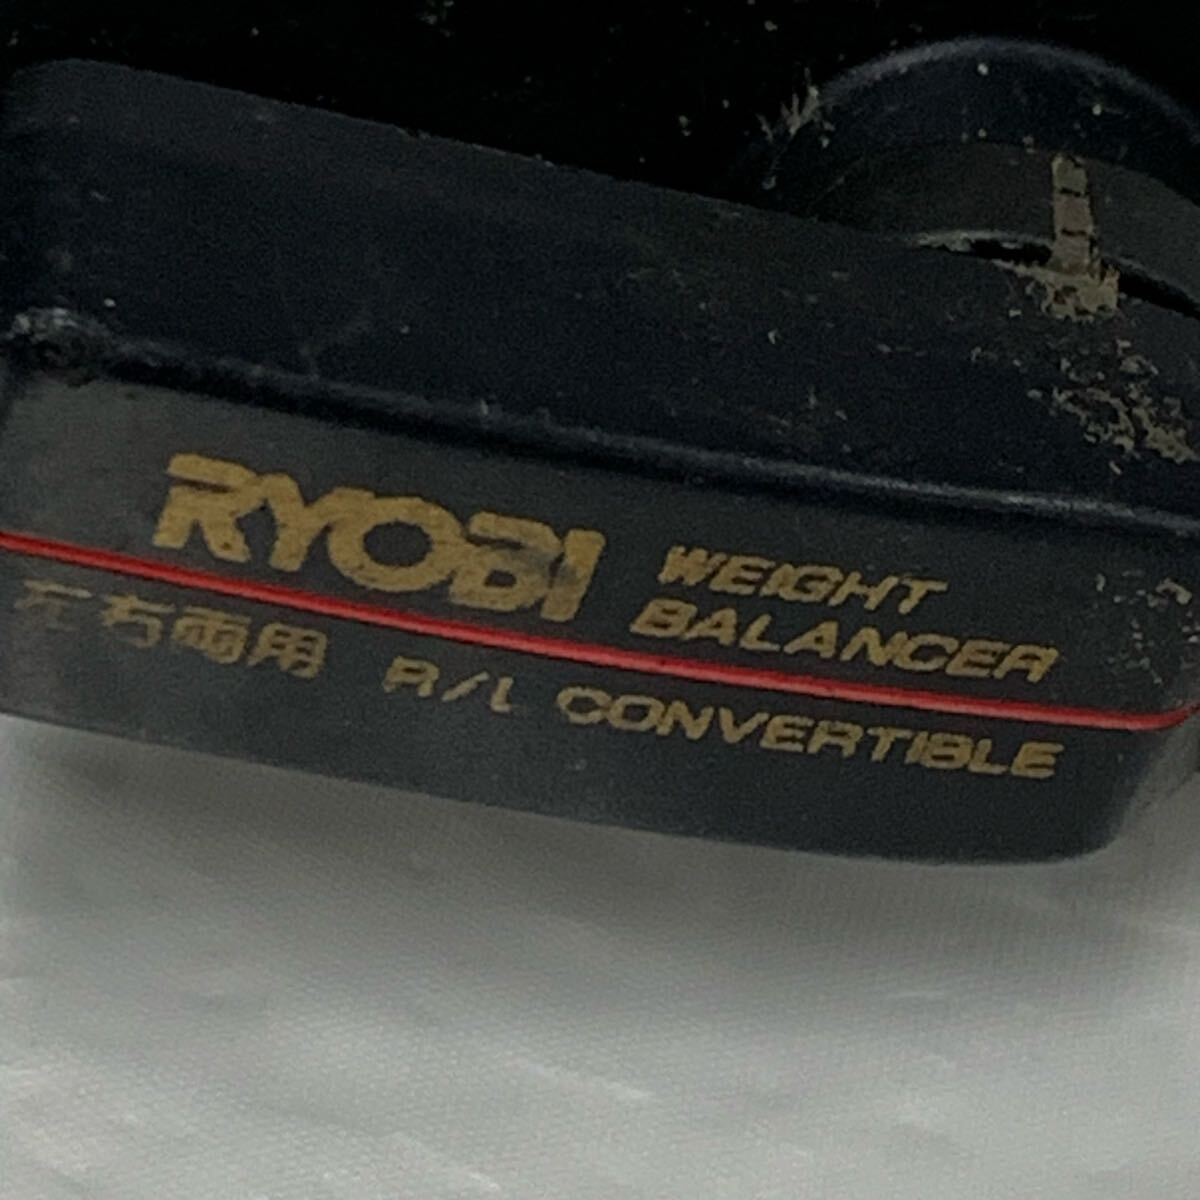 RYOBI WEIGHT BALANCER
左右両用 R/L CONVERTIBLE